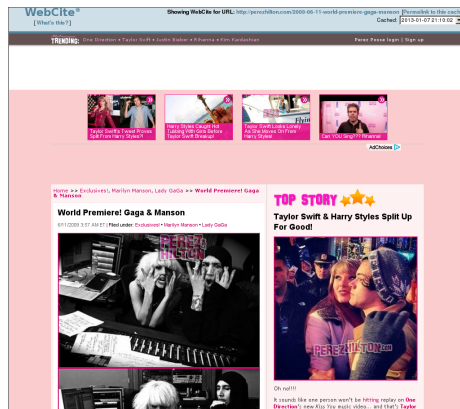 WebCite®
[What's this?]
Showing WebCite for URL: http://perezhilton.com/2009-06-11-world-premiere-gaga-manson [Permalink to this cach
Cached: 2013-01-07 21:10:02
TRENDING: One Direction • Taylor Swift • Justin Bieber • Rihanna • Kim Kardashian
Perez Posse login | Sign up
Taylor Swift's Tweet Proves
Split From Harry Styles?!
Harry Styles Caught Hot
Tubbing With Girls Before
Taylor Swift Breakup!
Taylor Swift Looks Lonely
As She Moves On From
Harry Styles!
Can YOU Sing??? Rihanna!
AdChoices
Home >> Exclusives!, Marilyn Manson, Lady GaGa >> World Premiere! Gaga
& Manson
World Premiere! Gaga & Manson
6/11/2009 3:07 AM ET | Filed under: Exclusives! • Marilyn Manson • Lady GaGa
PEREZ
HILTON
TOP STORY
Taylor Swift & Harry Styles Split Up
For Good!
PEREZHILTON.COM
Oh no!!!!
It sounds like one person won't be hitting replay on One
Direction's new Kiss You music video... and that's Taylor